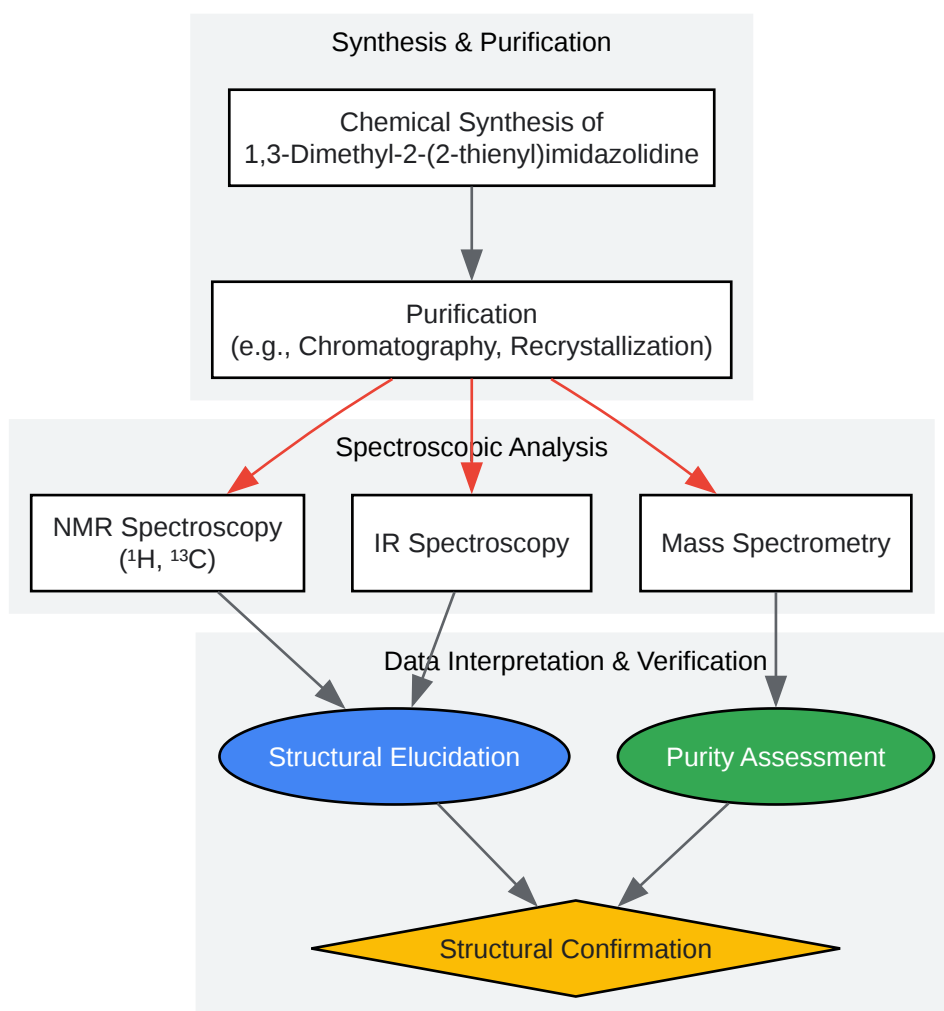 Synthesis & Purification
Chemical Synthesis of
1,3-Dimethyl-2-(2-thienyl)imidazolidine
Purification
(e.g., Chromatography, Recrystallization)
Spectroscopic Analysis
NMR Spectroscopy
(¹H, ¹³C)
IR Spectroscopy
Mass Spectrometry
Data Interpretation & Verification
Structural Elucidation
Purity Assessment
Structural Confirmation